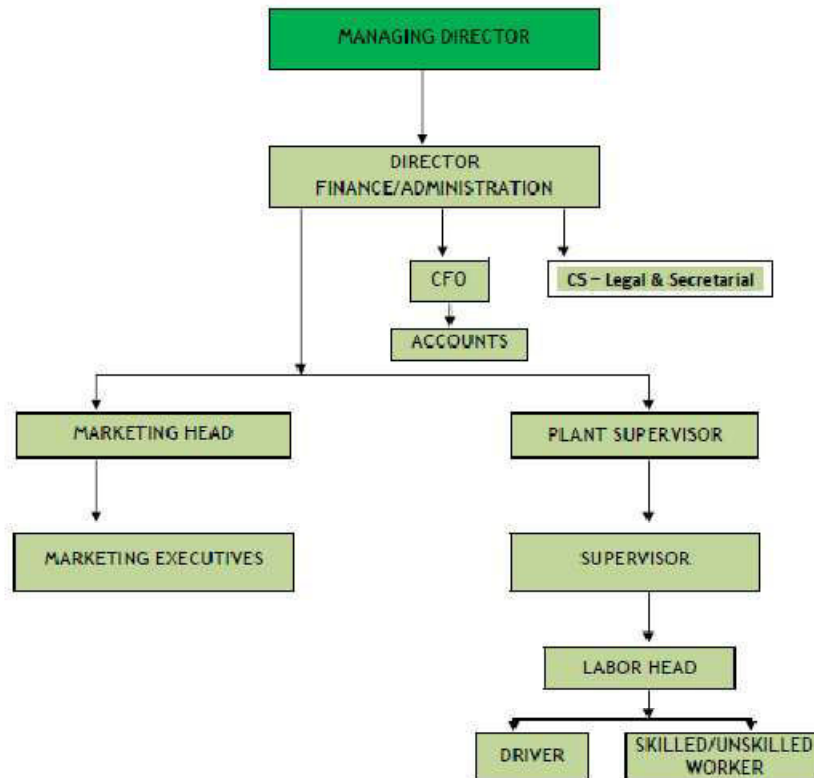 MANAGING DIRECTOR
DIRECTOR
FINANCE/ADMINISTRATION
CFO
CS – Legal & Secretarial
ACCOUNTS
MARKETING HEAD
PLANT SUPERVISOR
MARKETING EXECUTIVES
SUPERVISOR
LABOR HEAD
DRIVER
SKILLED/UNSKILLED
WORKER